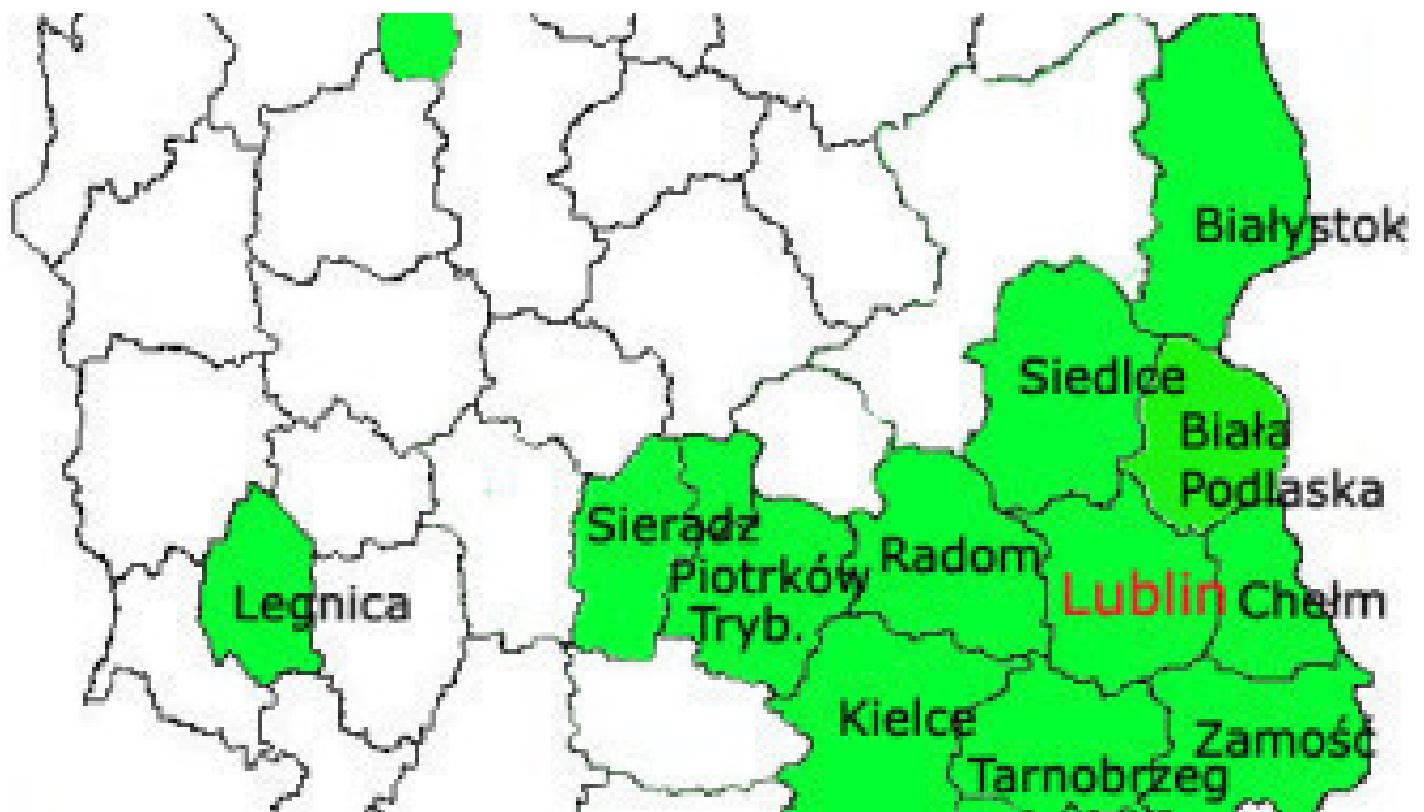 Białystok
Siedlce
Biała
Podlaska
Sieradz
Piotrków
Tryb.
Radom
Lublin
Chełm
Legnica
Kielce
Tarnobrzeg
Zamość